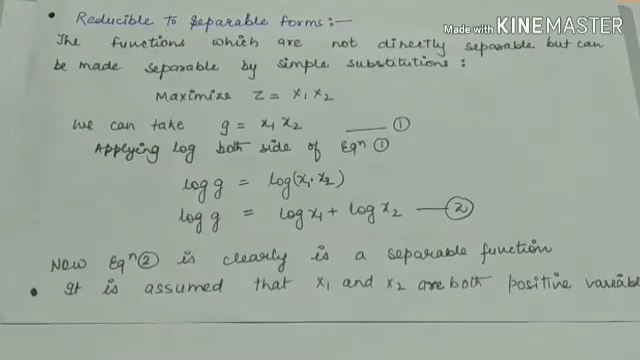 • Reducible to Separable forms:—
Made with KINEMASTER
The functions which are not directly separable but can
be made separable by simple substitutions:
Maximize Z = x₁ x₂
We can take g = x₁ x₂ —— ①
Applying log both side of Eqⁿ ①
log g = log(x₁. x₂)
log g = log x₁ + log x₂ —— ②
Now Eqⁿ ② is clearly is a separable function
• It is assumed that x₁ and x₂ are both positive vareable